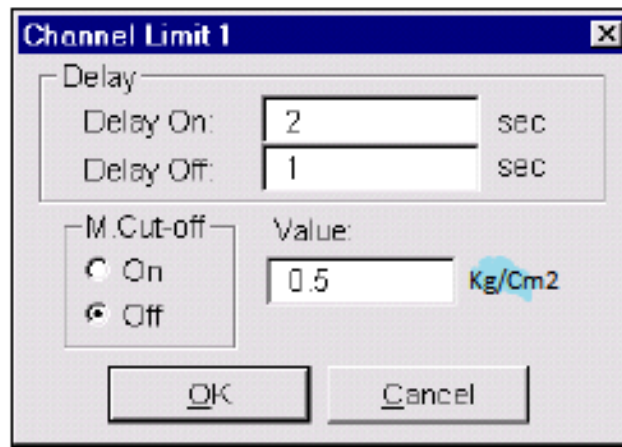 Channel Limit 1
Delay
Delay On: 2 sec
Delay Off: 1 sec
M.Cut-off
Value:
On
0.5 Kg/Cm2
Off
OK Cancel